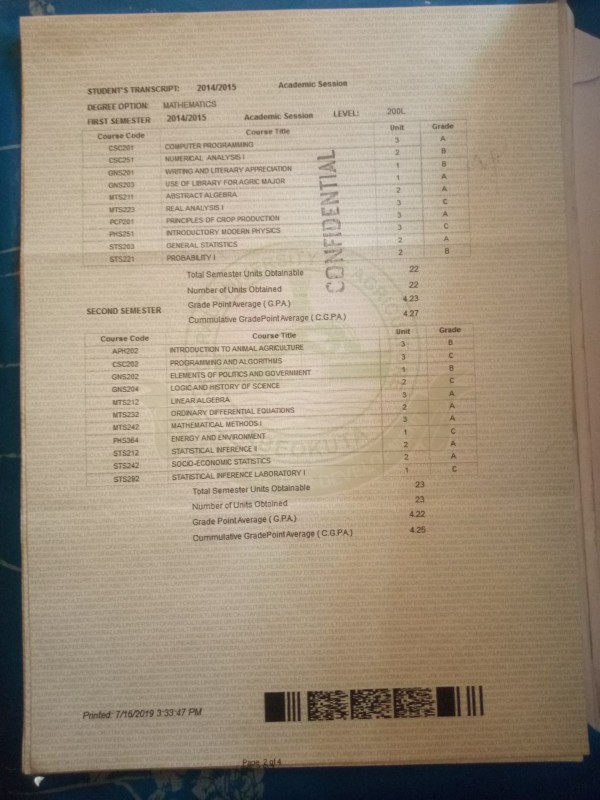 STUDENT'S TRANSCRIPT: 2014/2015 Academic Session
DEGREE OPTION: MATHEMATICS
FIRST SEMESTER 2014/2015 Academic Session LEVEL: 200L
Course Code Course Title Unit Grade
CSC201 COMPUTER PROGRAMMING 3 A
CSC251 NUMERICAL ANALYSIS I 2 B
GNS201 WRITING AND LITERARY APPRECIATION 1 B
GNS203 USE OF LIBRARY FOR AGRIC MAJOR 1 A
MTS211 ABSTRACT ALGEBRA 2 A
MTS223 REAL ANALYSIS I 3 C
PCP201 PRINCIPLES OF CROP PRODUCTION 3 A
PHS251 INTRODUCTORY MODERN PHYSICS 3 C
STS203 GENERAL STATISTICS 2 A
STS221 PROBABILITY I 2 B
CONFIDENTIAL
Total Semester Units Obtainable 22
Number of Units Obtained 22
Grade Point Average ( G.P.A.) 4.23
Cummulative Grade Point Average ( C.G.P.A.) 4.27
SECOND SEMESTER
Course Code Course Title Unit Grade
APH202 INTRODUCTION TO ANIMAL AGRICULTURE 3 B
CSC202 PROGRAMMING AND ALGORITHMS 3 C
GNS202 ELEMENTS OF POLITICS AND GOVERNMENT 1 B
GNS204 LOGIC AND HISTORY OF SCIENCE 2 C
MTS212 LINEAR ALGEBRA 3 A
MTS232 ORDINARY DIFFERENTIAL EQUATIONS 2 A
MTS242 MATHEMATICAL METHODS I 3 A
PHS364 ENERGY AND ENVIRONMENT 1 C
STS212 STATISTICAL INFERENCE II 2 A
STS242 SOCIO-ECONOMIC STATISTICS 2 A
STS292 STATISTICAL INFERENCE LABORATORY I 1 C
Total Semester Units Obtainable 23
Number of Units Obtained 23
Grade Point Average ( G.P.A.) 4.22
Cummulative Grade Point Average ( C.G.P.A.) 4.25
Printed: 7/16/2019 3:33:47 PM
Page 2 of 4